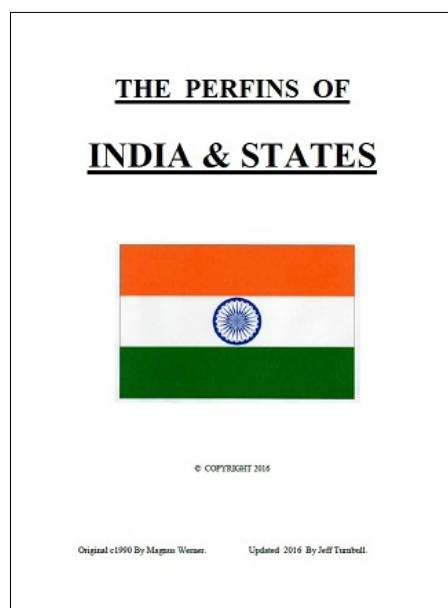 THE PERFINS OF
INDIA & STATES
© COPYRIGHT 2016
Original c1990 By Magnus Werner. Updated 2016 By Jeff Turnbull.